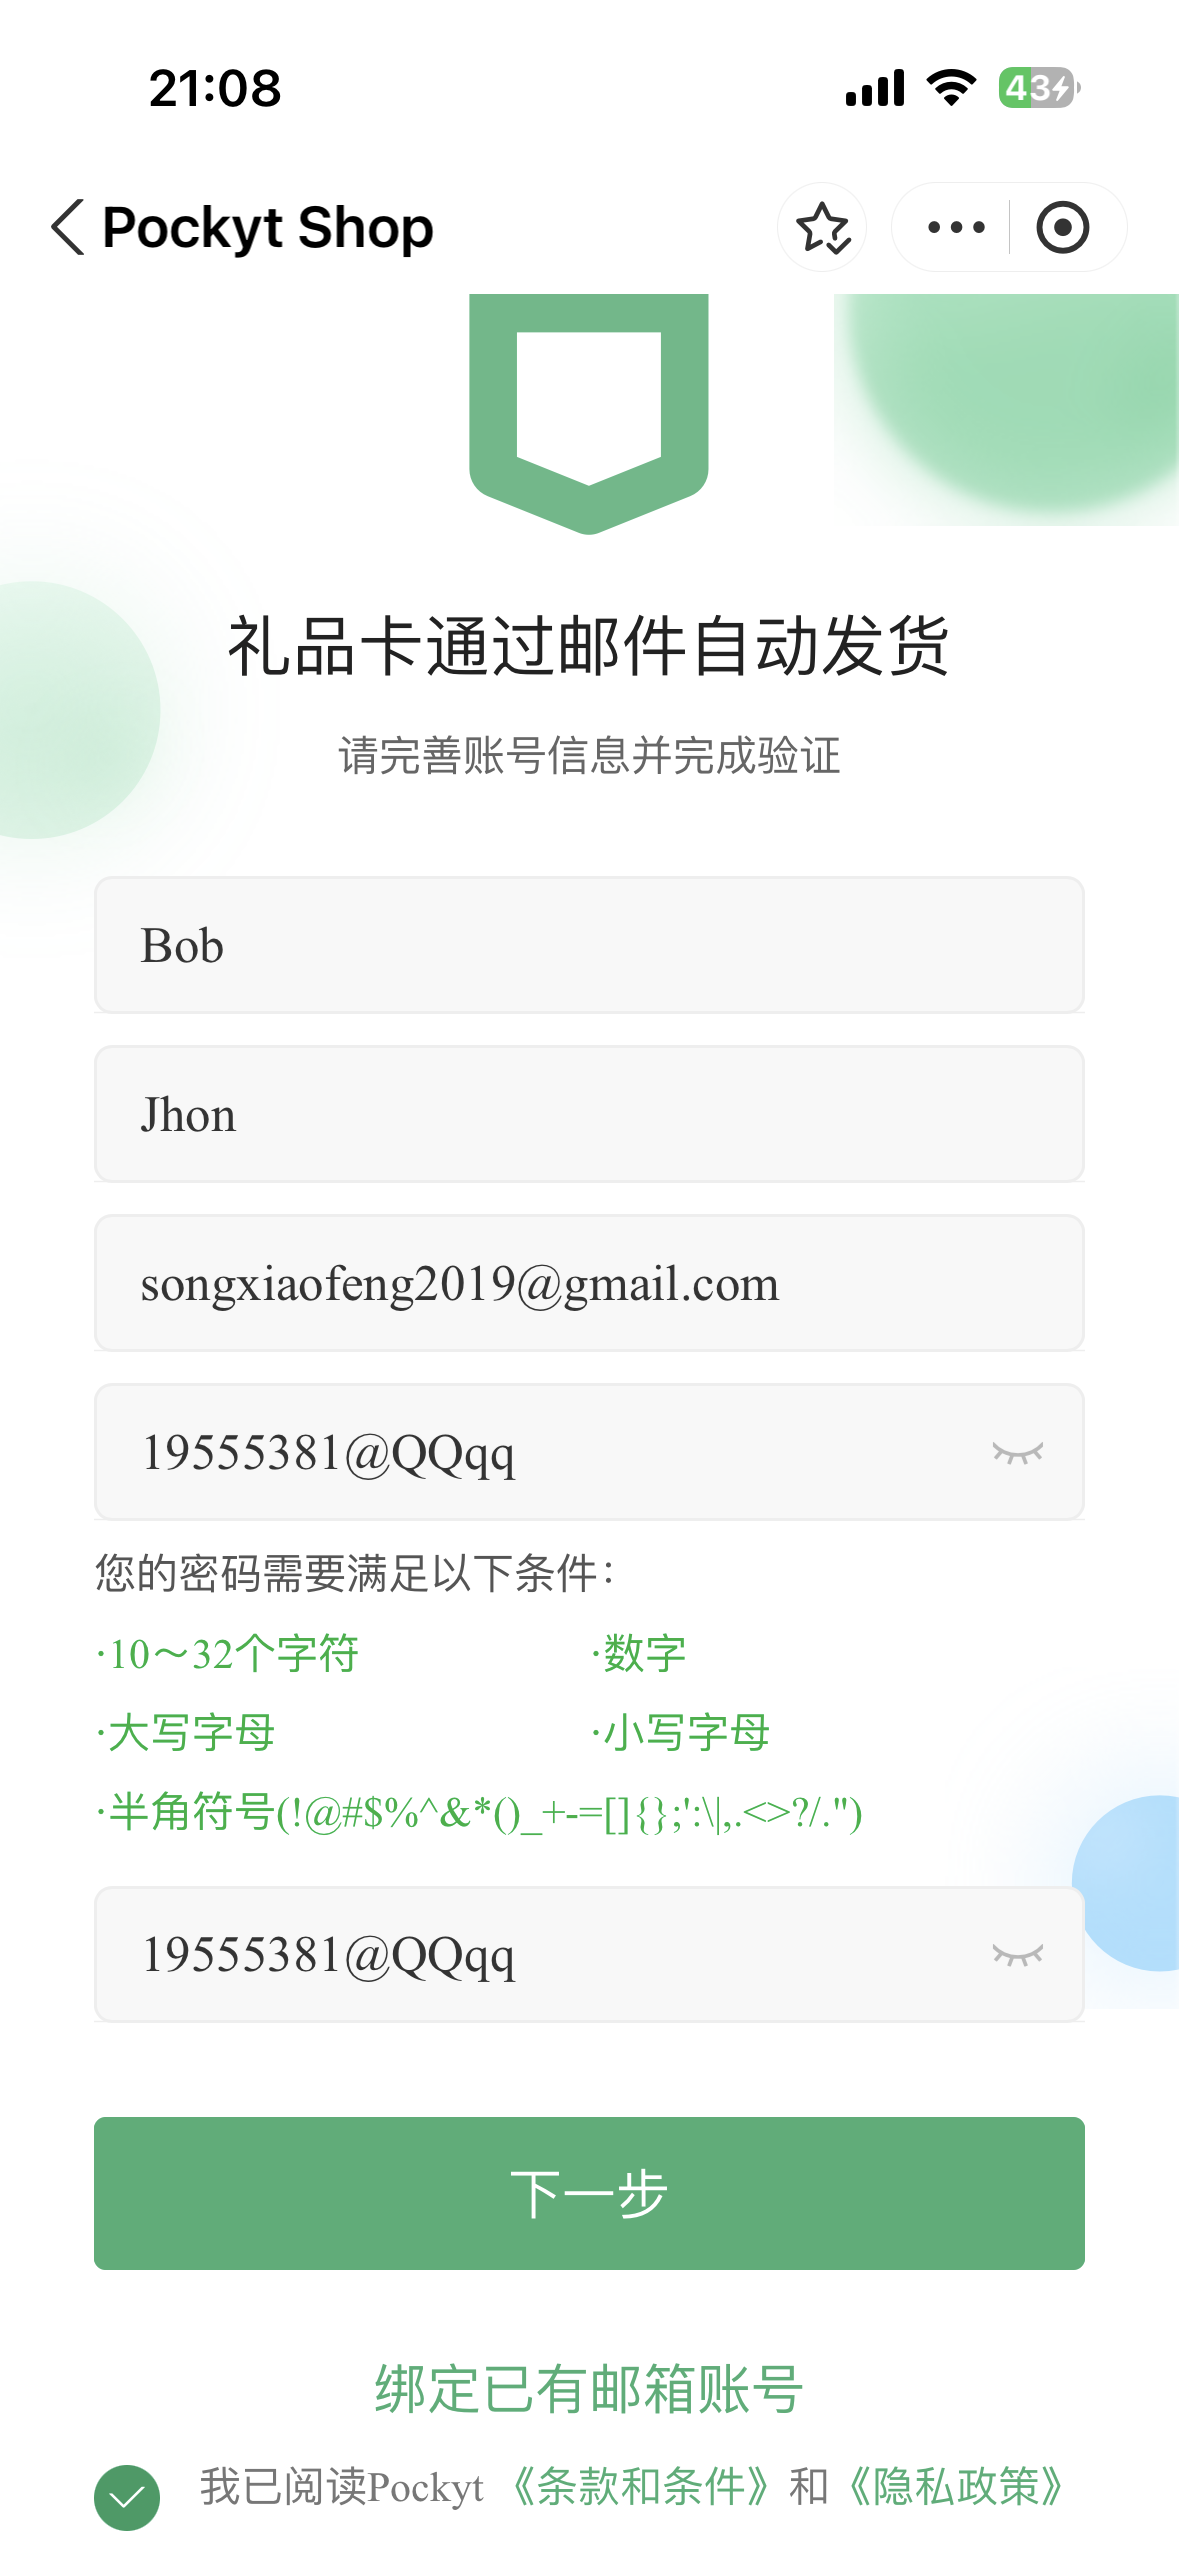 21:08
43
Pockyt Shop
礼品卡通过邮件自动发货
请完善账号信息并完成验证
Bob
Jhon
songxiaofeng2019@gmail.com
19555381@QQqq
您的密码需要满足以下条件：
·10～32个字符 ·数字
·大写字母 ·小写字母
·半角符号(!@#$%^&*()_+-=[]{};':\|,.<>?/.")
19555381@QQqq
下一步
绑定已有邮箱账号
我已阅读Pockyt 《条款和条件》和《隐私政策》